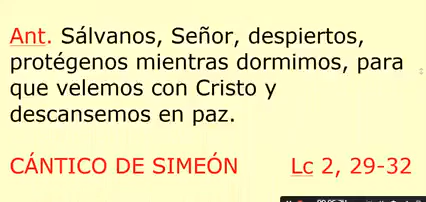 Ant. Sálvanos, Señor, despiertos,
protégenos mientras dormimos, para
que velemos con Cristo y
descansemos en paz.
CÁNTICO DE SIMEÓN Lc 2, 29-32